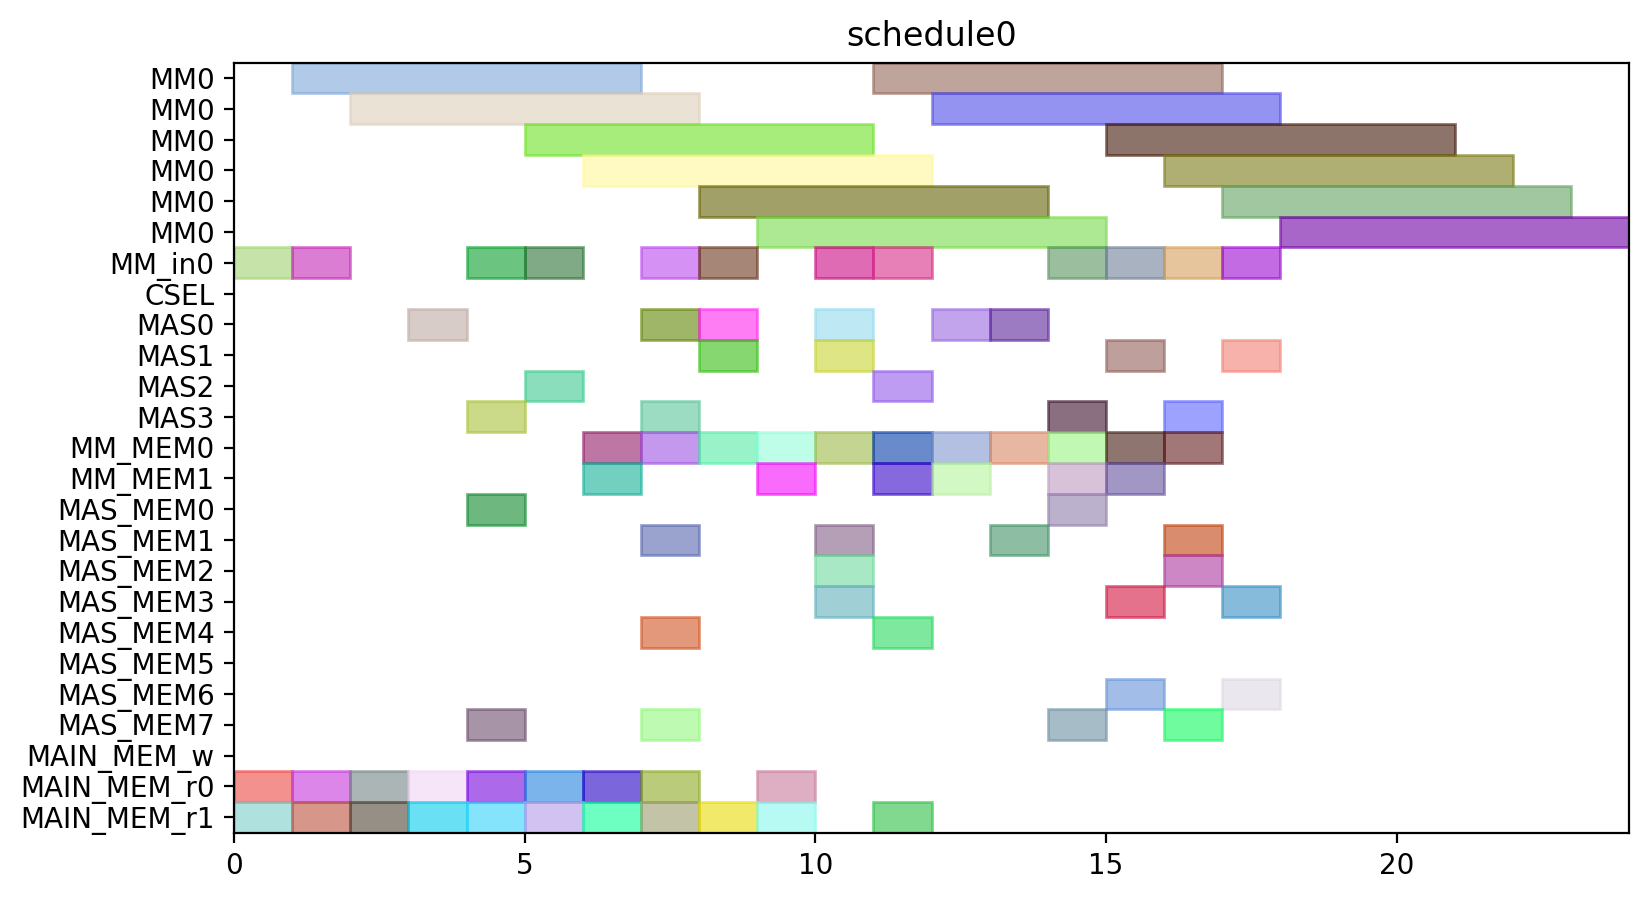 schedule0
MM0
MM0
MM0
MM0
MM0
MM0
MM_in0
CSEL
MAS0
MAS1
MAS2
MAS3
MM_MEM0
MM_MEM1
MAS_MEM0
MAS_MEM1
MAS_MEM2
MAS_MEM3
MAS_MEM4
MAS_MEM5
MAS_MEM6
MAS_MEM7
MAIN_MEM_w
MAIN_MEM_r0
MAIN_MEM_r1
0 5 10 15 20